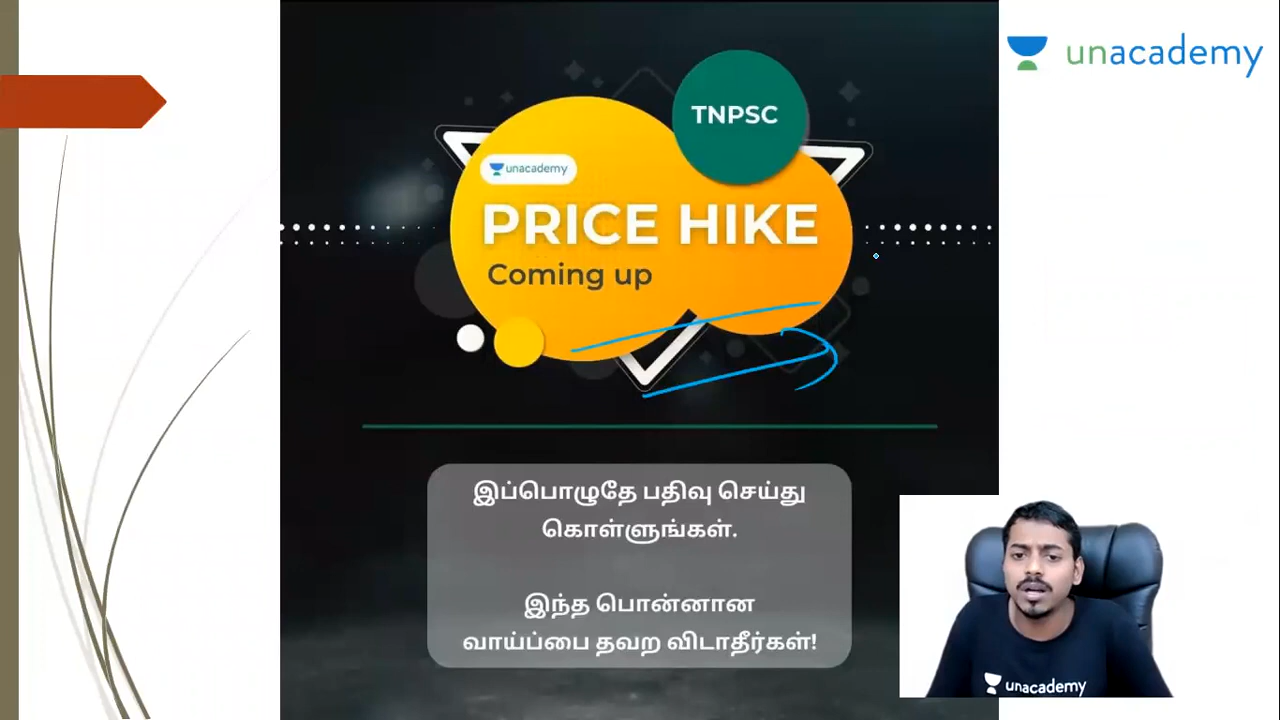 unacademy
TNPSC
unacademy
PRICE HIKE
Coming up
இப்பொழுதே பதிவு செய்து
கொள்ளுங்கள்.
இந்த பொன்னான
வாய்ப்பை தவற விடாதீர்கள்!
unacademy